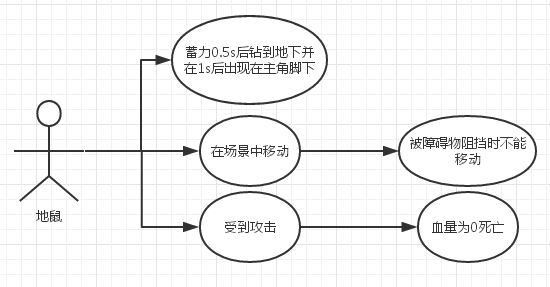 蓄力0.5s后钻到地下并
在1s后出现在主角脚下
在场景中移动
被障碍物阻挡时不能
移动
地鼠
受到攻击
血量为0死亡